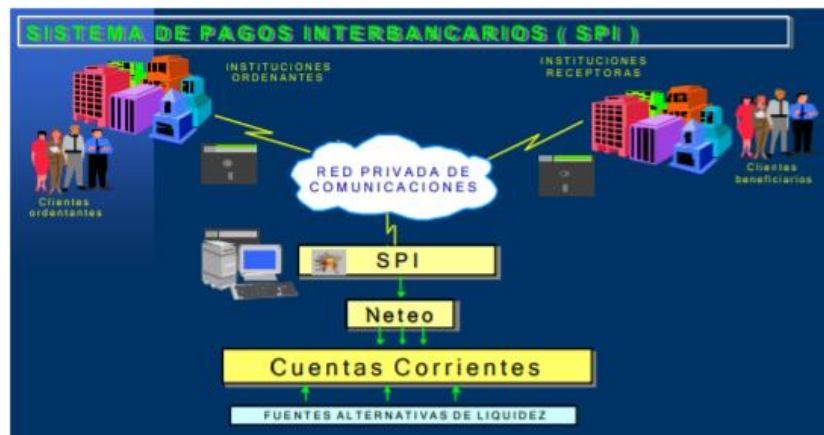 SISTEMA DE PAGOS INTERBANCARIOS ( SPI )
INSTITUCIONES
ORDENANTES
INSTITUCIONES
RECEPTORAS
RED PRIVADA DE
COMUNICACIONES
Clientes
ordentantes
Clientes
beneficiarios
SPI
Neteo
Cuentas Corrientes
FUENTES ALTERNATIVAS DE LIQUIDEZ